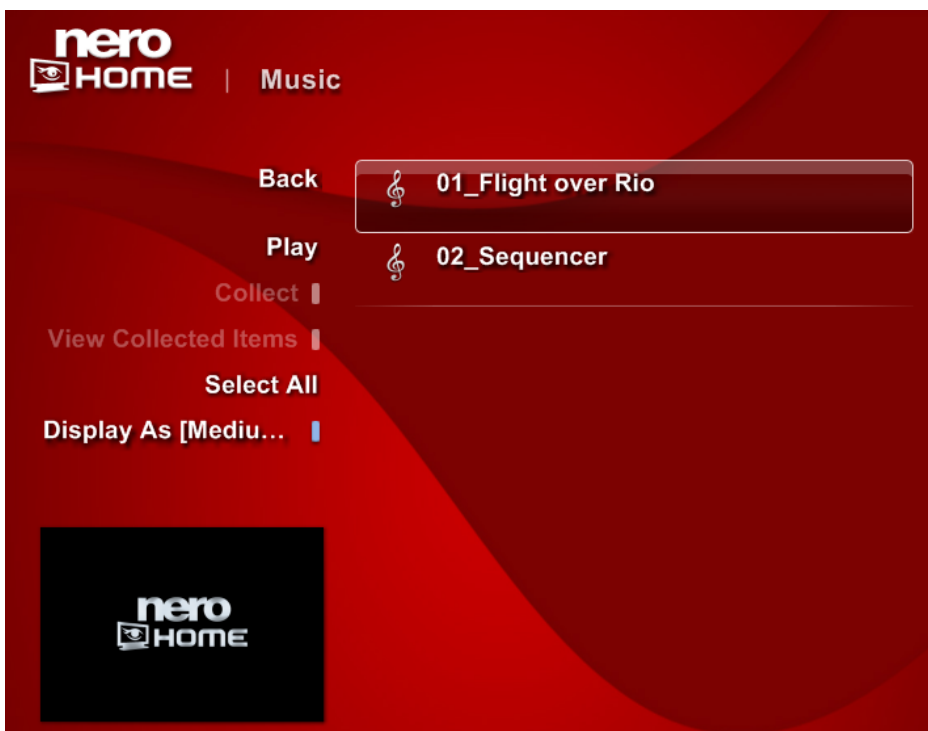 nero
HOME | Music
Back
Play
Collect
View Collected Items
Select All
Display As [Mediu...
01_Flight over Rio
02_Sequencer
nero
HOME